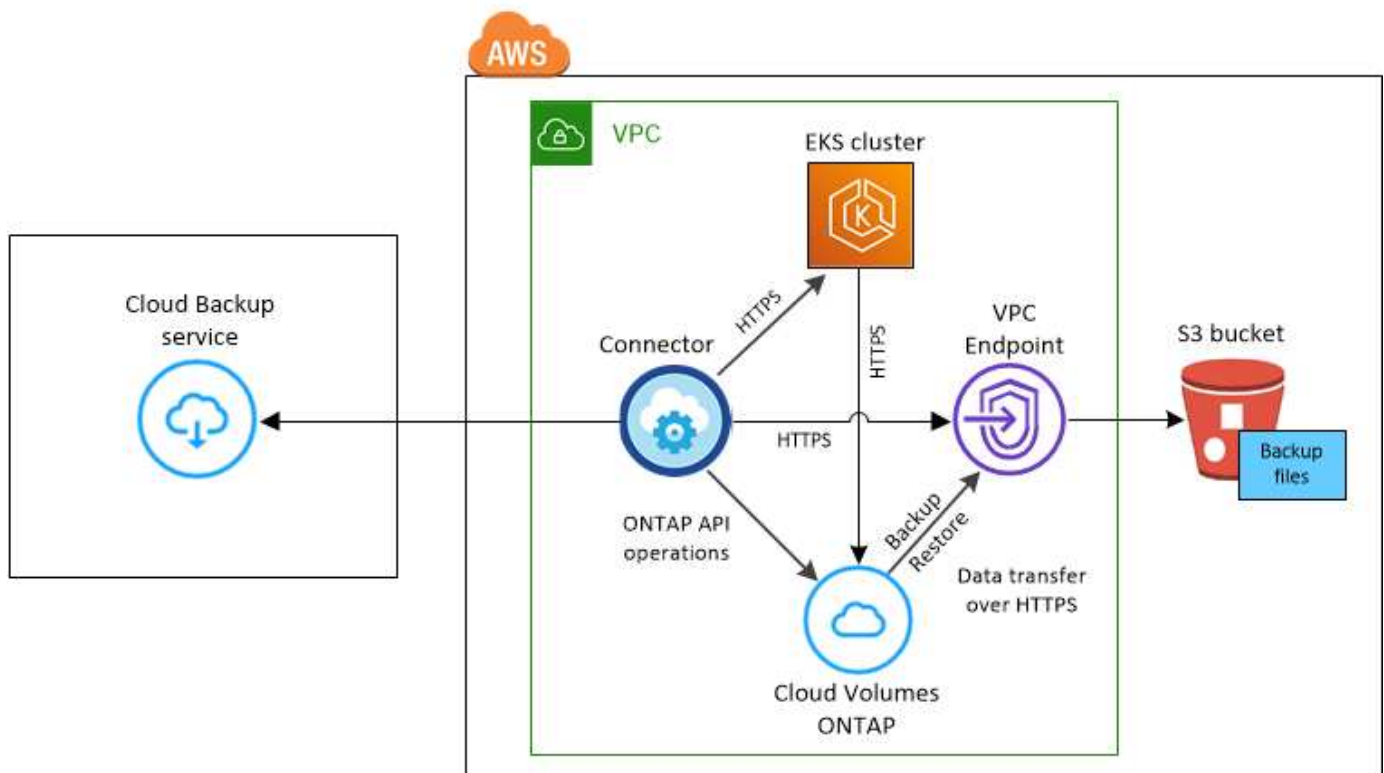 AWS
VPC
EKS cluster
Cloud Backup
service
Connector
HTTPS
HTTPS
VPC
Endpoint
S3 bucket
HTTPS
Backup
files
ONTAP API
operations
Backup
Restore
Data transfer
over HTTPS
Cloud Volumes
ONTAP
K